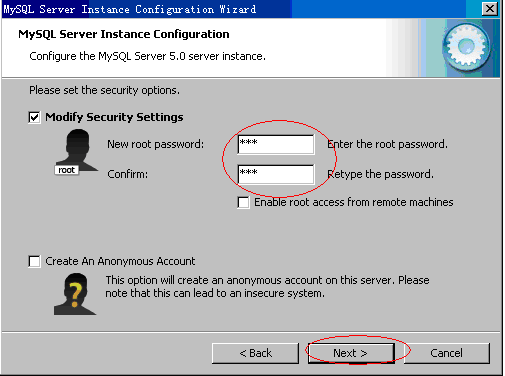 MySQL Server Instance Configuration Wizard
MySQL Server Instance Configuration
Configure the MySQL Server 5.0 server instance.
Please set the security options.
Modify Security Settings
New root password: *** Enter the root password.
root
Confirm: *** Retype the password.
Enable root access from remote machines
Create An Anonymous Account
This option will create an anonymous account on this server. Please
note that this can lead to an insecure system.
< Back Next > Cancel